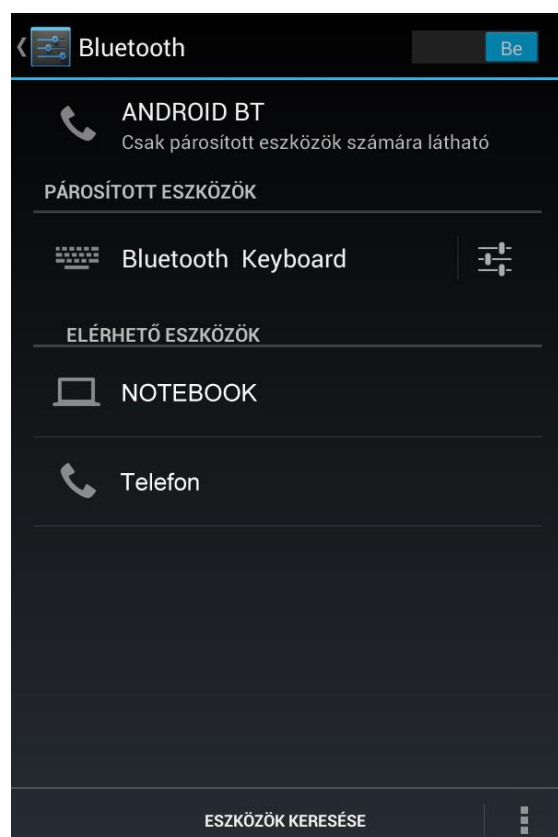 Bluetooth
Be
ANDROID BT
Csak párosított eszközök számára látható
PÁROSÍTOTT ESZKÖZÖK
Bluetooth Keyboard
ELÉRHETŐ ESZKÖZÖK
NOTEBOOK
Telefon
ESZKÖZÖK KERESÉSE